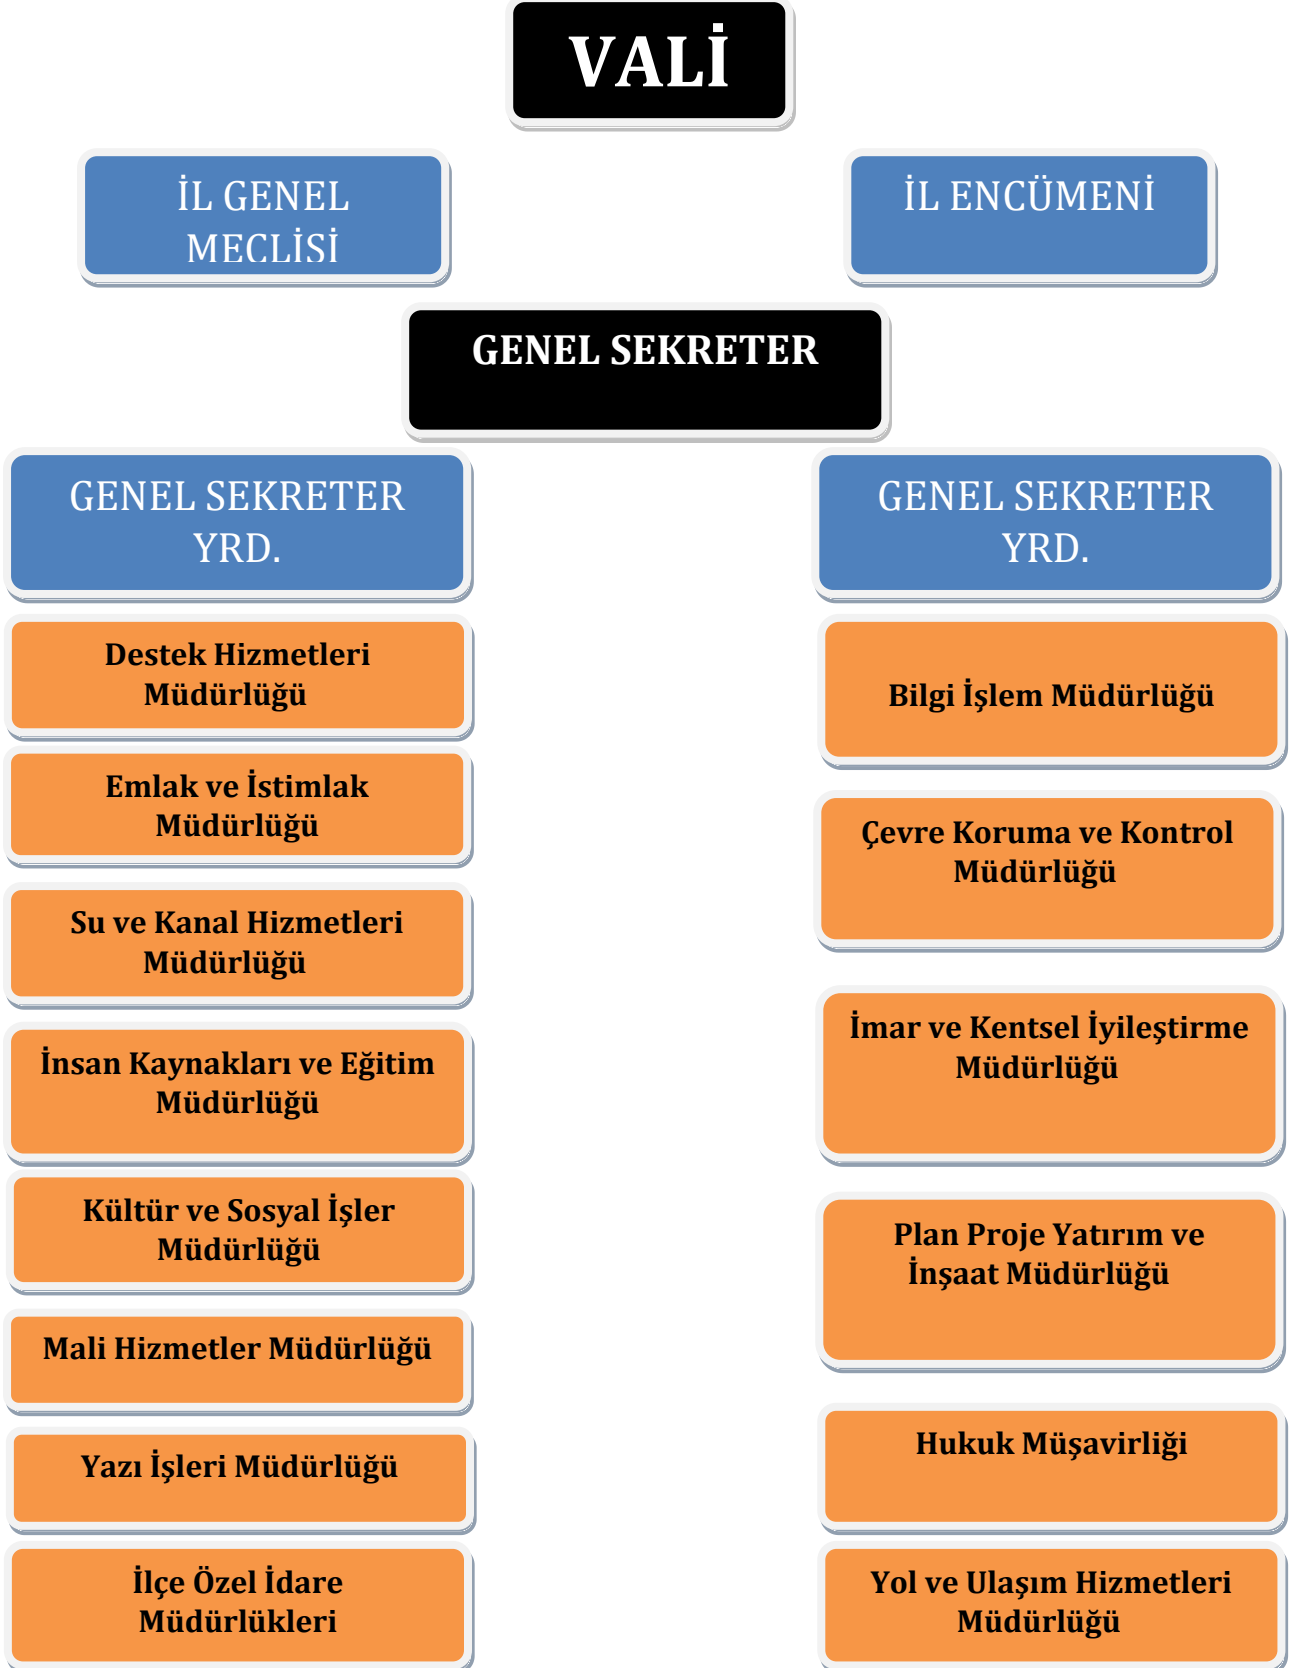 VALİ
İL GENEL
MECLİSİ
İL ENCÜMENİ
GENEL SEKRETER
GENEL SEKRETER
YRD.
Destek Hizmetleri
Müdürlüğü
Emlak ve İstimlak
Müdürlüğü
Su ve Kanal Hizmetleri
Müdürlüğü
İnsan Kaynakları ve Eğitim
Müdürlüğü
Kültür ve Sosyal İşler
Müdürlüğü
Mali Hizmetler Müdürlüğü
Yazı İşleri Müdürlüğü
İlçe Özel İdare
Müdürlükleri
GENEL SEKRETER
YRD.
Bilgi İşlem Müdürlüğü
Çevre Koruma ve Kontrol
Müdürlüğü
İmar ve Kentsel İyileştirme
Müdürlüğü
Plan Proje Yatırım ve
İnşaat Müdürlüğü
Hukuk Müşavirliği
Yol ve Ulaşım Hizmetleri
Müdürlüğü